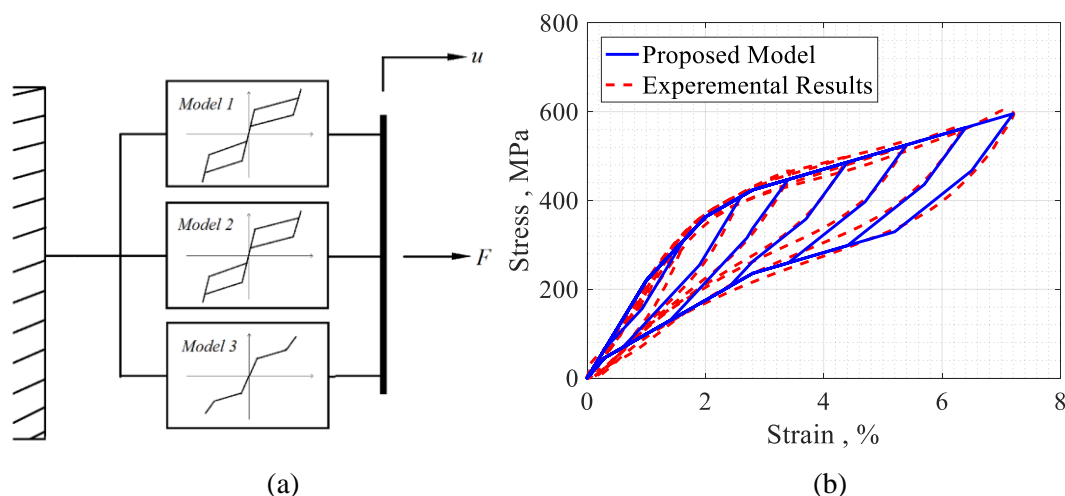 Model 1
Model 2
Model 3
u
F
(a)
Proposed Model
Experemental Results
800
600
400
200
0
Stress , MPa
0 2 4 6 8
Strain , %
(b)